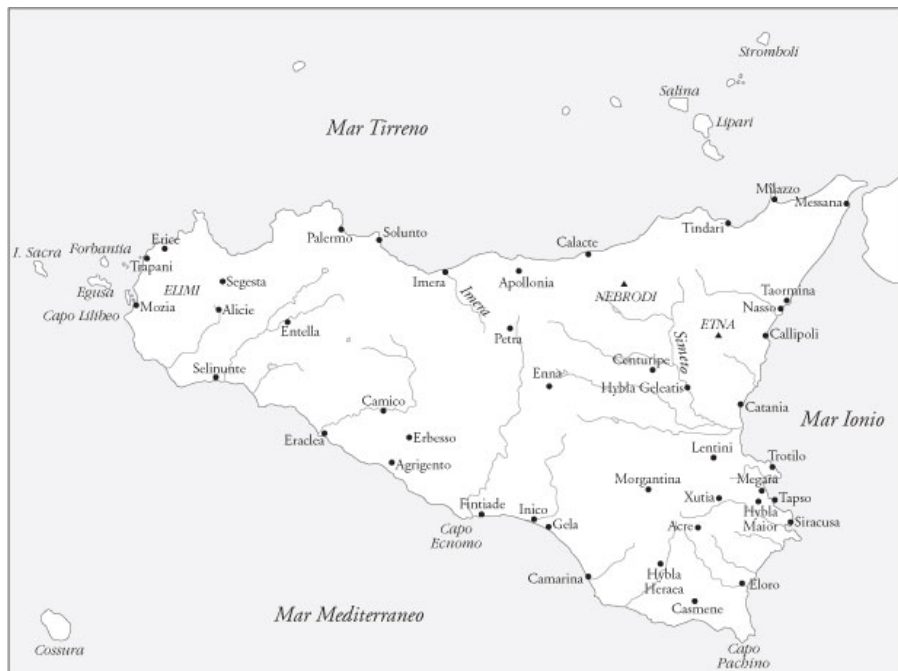 Stromboli
Salina
Mar Tirreno
Lipari
Milazzo
Messana
Tindari
Palermo
Solunto
Erice
I. Sacra
Forbantia
Trapani
Calacte
ELIMI
Segesta
Imera
Imera
Apollonia
NEBRODI
Taormina
Egusa
Nasso
Capo Lilibeo
Mozia
Alicie
ETNA
Entella
Petra
Simeto
Callipoli
Centuripe
Selinunte
Enna
Hybla Geleatis
Camico
Catania
Mar Ionio
Eraclea
Erbesso
Lentini
Agrigento
Trotilo
Morgantina
Megara
Xutia
Tapso
Fintiade
Inico
Hybla
Maior
Siracusa
Capo
Ecnomo
Gela
Acre
Camarina
Hybla
Heraea
Eloro
Casmene
Mar Mediterraneo
Cossura
Capo
Pachino